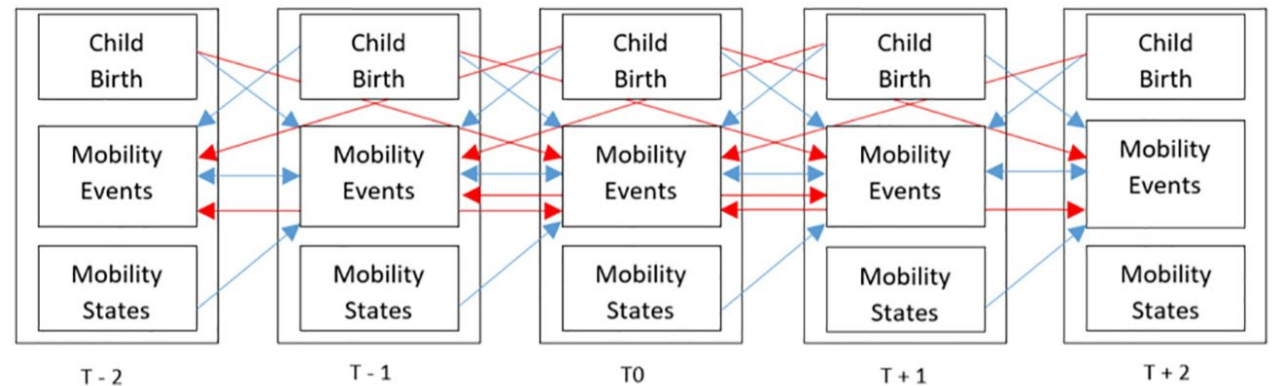 Child
Birth
Mobility
Events
Mobility
States
T - 2
Child
Birth
Mobility
Events
Mobility
States
T - 1
Child
Birth
Mobility
Events
Mobility
States
T0
Child
Birth
Mobility
Events
Mobility
States
T + 1
Child
Birth
Mobility
Events
Mobility
States
T + 2